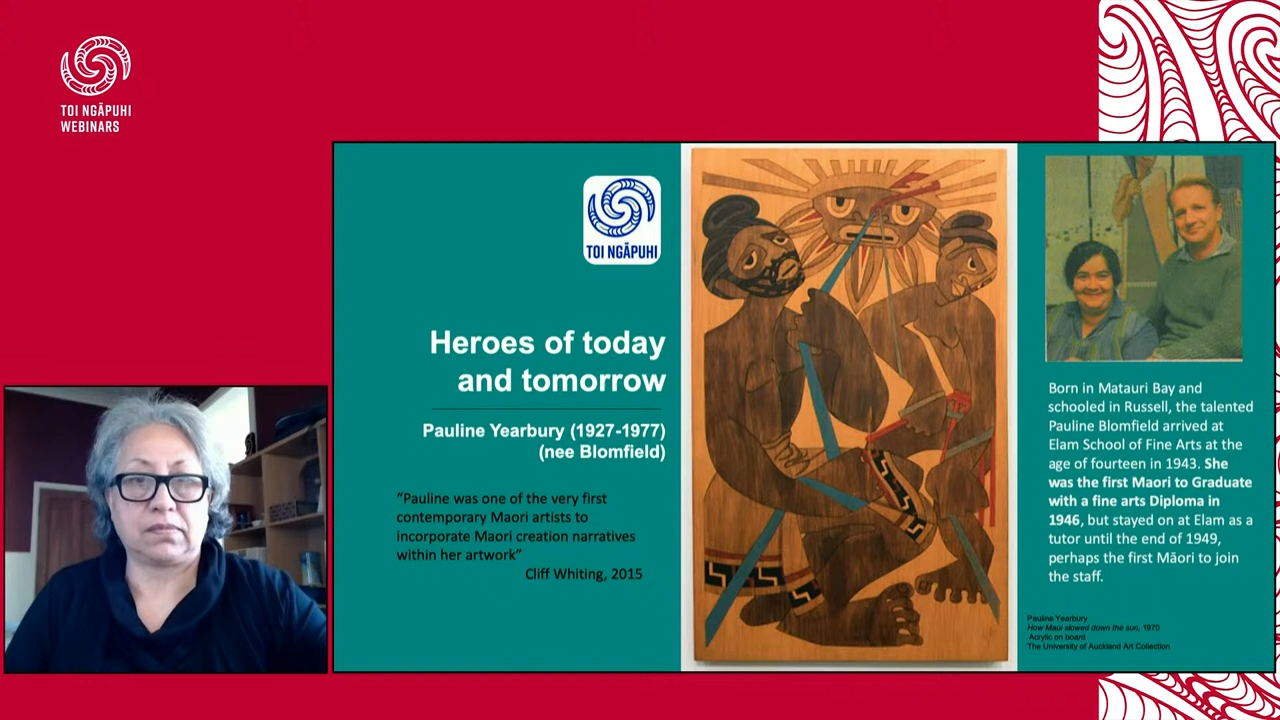 TOI NGĀPUHI
WEBINARS
TOI NGĀPUHI
Heroes of today
and tomorrow
Pauline Yearbury (1927-1977)
(nee Blomfield)
“Pauline was one of the very first
contemporary Maori artists to
incorporate Maori creation narratives
within her artwork”
Cliff Whiting, 2015
Born in Matauri Bay and
schooled in Russell, the talented
Pauline Blomfield arrived at
Elam School of Fine Arts at the
age of fourteen in 1943. She
was the first Maori to Graduate
with a fine arts Diploma in
1946, but stayed on at Elam as a
tutor until the end of 1949,
perhaps the first Māori to join
the staff.
Pauline Yearbury
How Maui slowed down the sun, 1970
Acrylic on board
The University of Auckland Art Collection